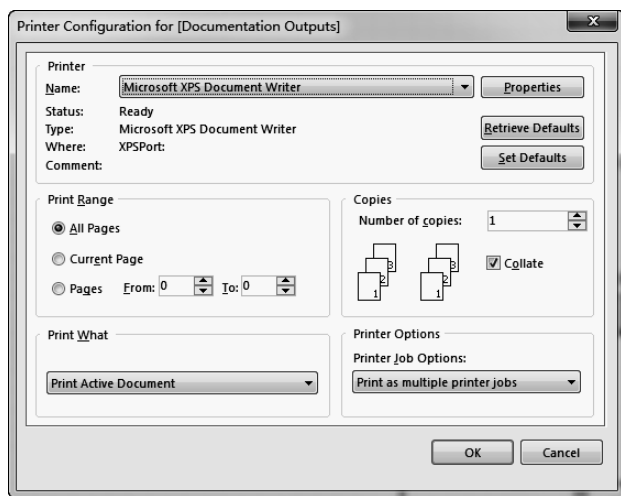 Printer Configuration for [Documentation Outputs]
Printer
Name: Microsoft XPS Document Writer Properties
Status: Ready
Type: Microsoft XPS Document Writer Retrieve Defaults
Where: XPSPort:
Comment: Set Defaults
Print Range
All Pages
Current Page
Pages From: 0 To: 0
Copies
Number of copies: 1
3 3
2 2
1 1
Collate
Print What
Print Active Document
Printer Options
Printer Job Options:
Print as multiple printer jobs
OK Cancel